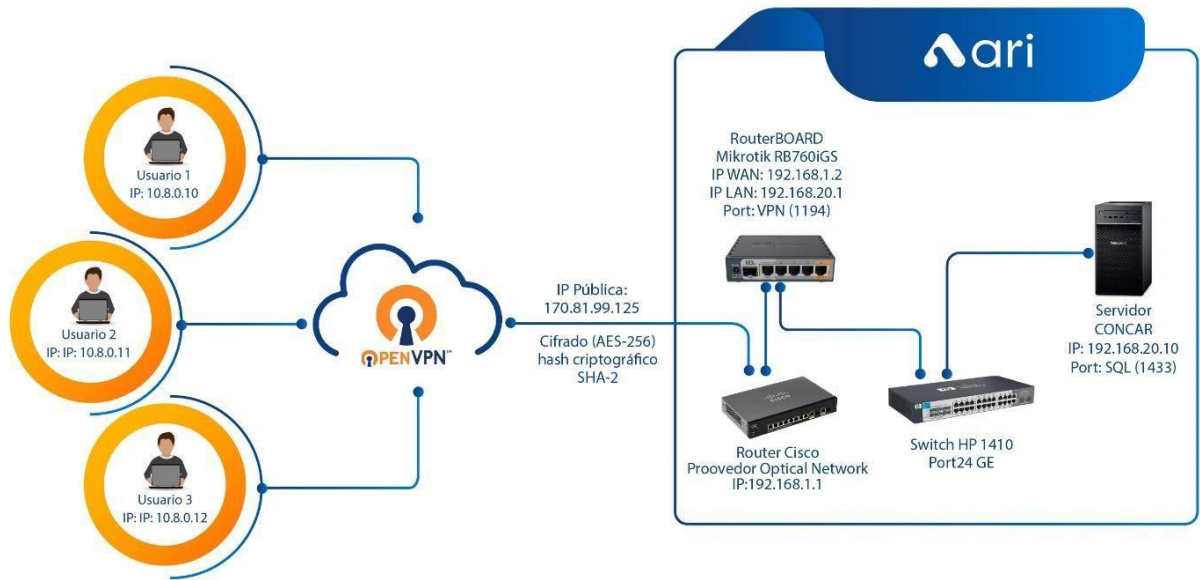 ari
Usuario 1
IP: 10.8.0.10
Usuario 2
IP: IP: 10.8.0.11
Usuario 3
IP: IP: 10.8.0.12
OPENVPN™
IP Pública:
170.81.99.125
Cifrado (AES-256)
hash criptográfico
SHA-2
RouterBOARD
Mikrotik RB760iGS
IP WAN: 192.168.1.2
IP LAN: 192.168.20.1
Port: VPN (1194)
Router Cisco
Proovedor Optical Network
IP:192.168.1.1
Switch HP 1410
Port24 GE
Servidor
CONCAR
IP: 192.168.20.10
Port: SQL (1433)